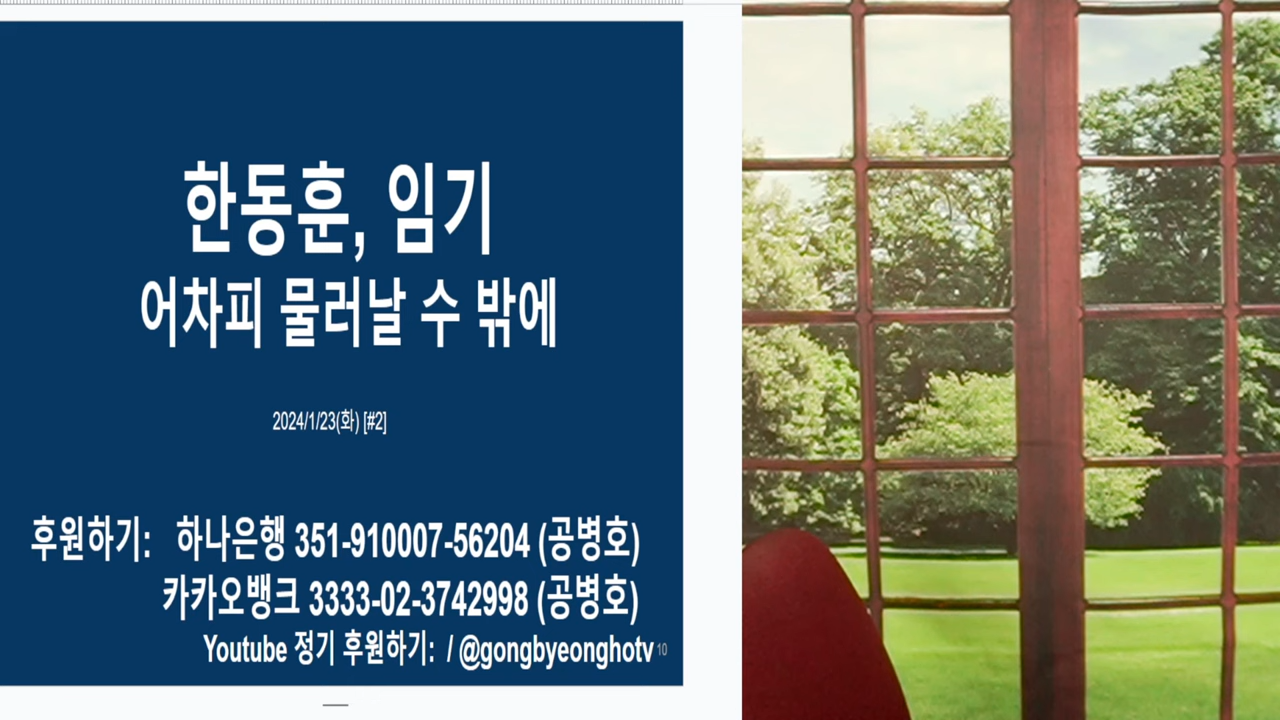 한동훈, 임기
어차피 물러날 수 밖에
2024/1/23(화) [#2]
후원하기: 하나은행 351-910007-56204 (공병호)
카카오뱅크 3333-02-3742998 (공병호)
Youtube 정기 후원하기: / @gongbyeonghotv
10